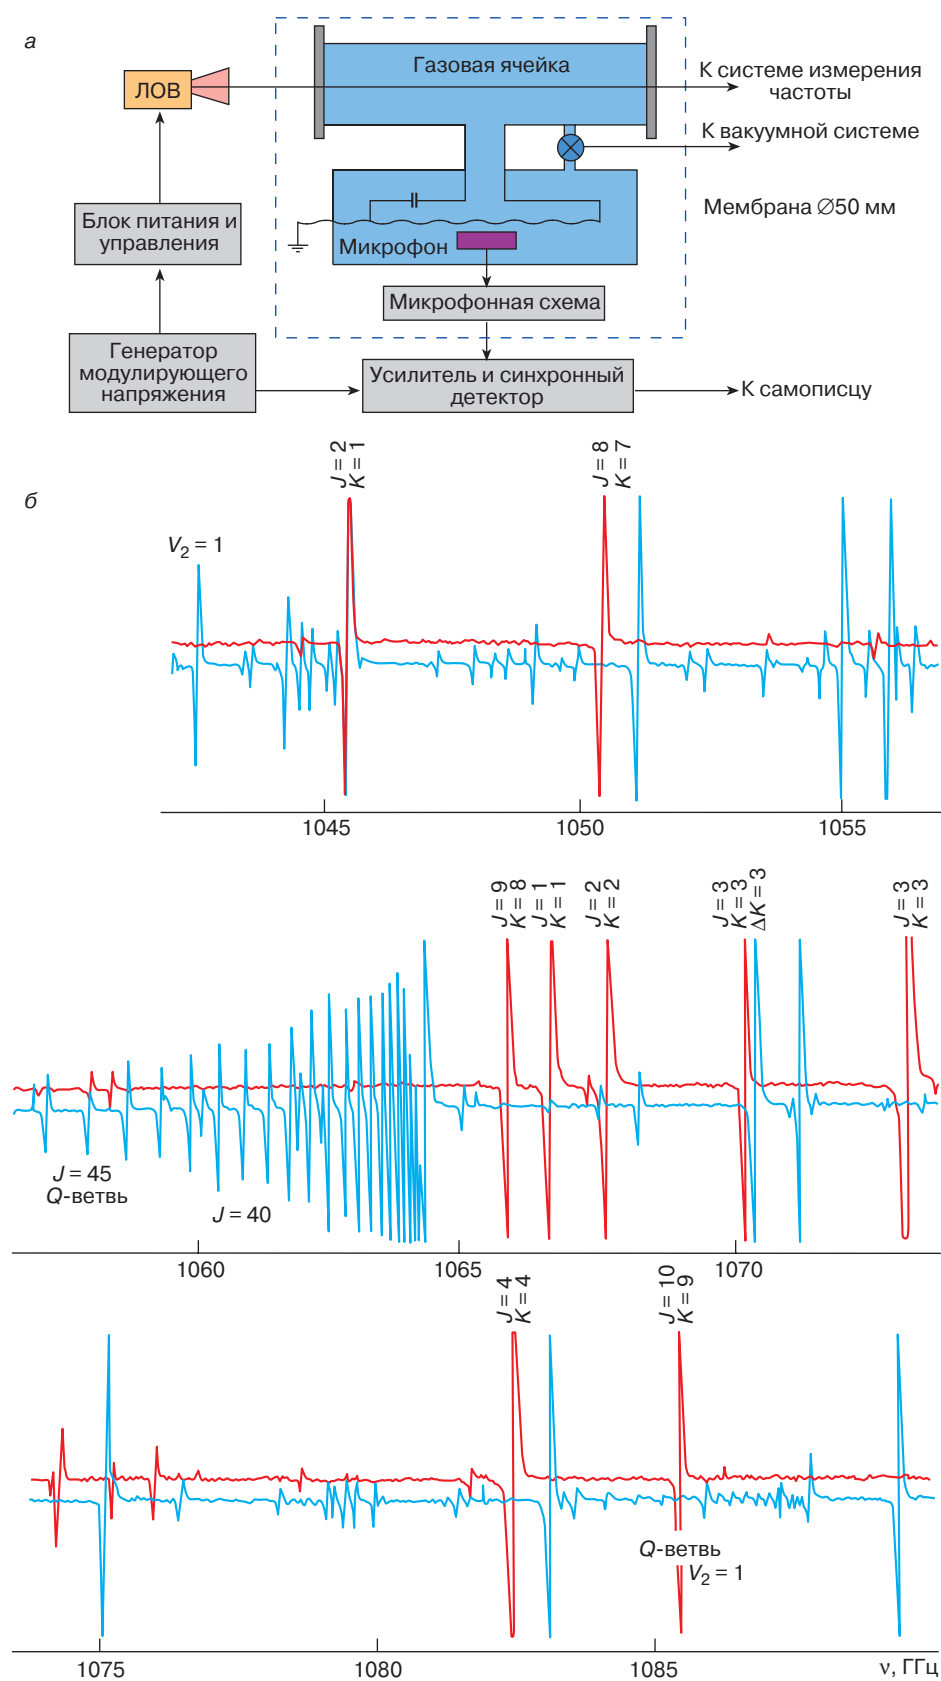 а
Газовая ячейка
ЛОВ
К системе измерения
частоты
К вакуумной системе
Мембрана ∅50 мм
Блок питания и
управления
Микрофон
Микрофонная схема
Генератор
модулирующего
напряжения
Усилитель и синхронный
детектор
К самописцу
б
J = 2
K = 1
J = 8
K = 7
V₂ = 1
1045
1050
1055
J = 9
K = 8
J = 1
K = 1
J = 2
K = 2
J = 3
K = 3
ΔK = 3
J = 3
K = 3
J = 45
Q-ветвь
J = 40
1060
1065
1070
J = 4
K = 4
J = 10
K = 9
Q-ветвь
V₂ = 1
1075
1080
1085
ν, ГГц